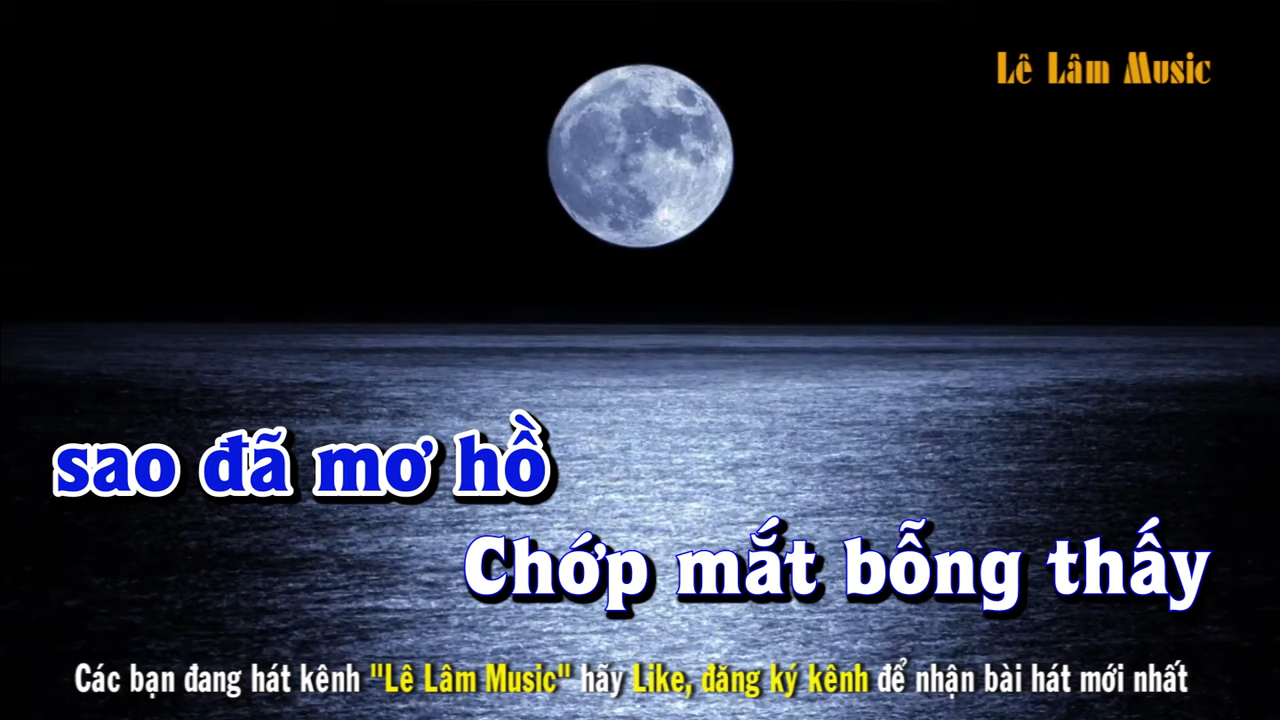 Lê Lâm Music
sao đã mơ hồ
Chớp mắt bỗng thấy
Các bạn đang hát kênh "Lê Lâm Music" hãy Like, đăng ký kênh để nhận bài hát mới nhất